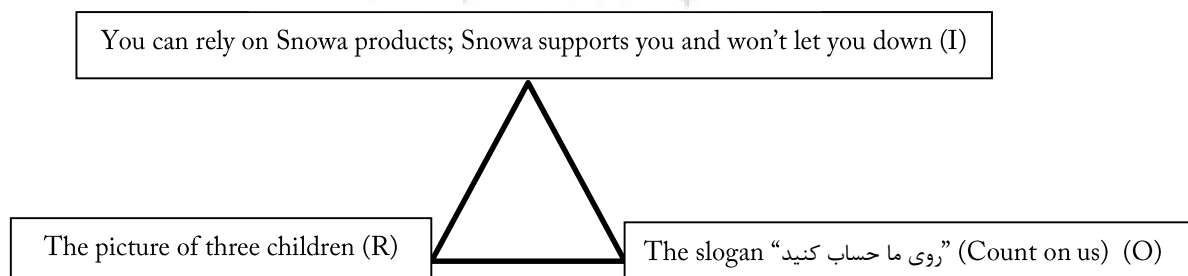 You can rely on Snowa products; Snowa supports you and won’t let you down (I)
The picture of three children (R)
The slogan “روی ما حساب کنید” (Count on us) (O)